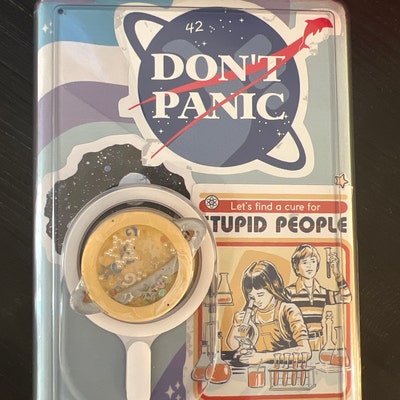 42
DON'T
PANIC
Let's find a cure for
STUPID PEOPLE